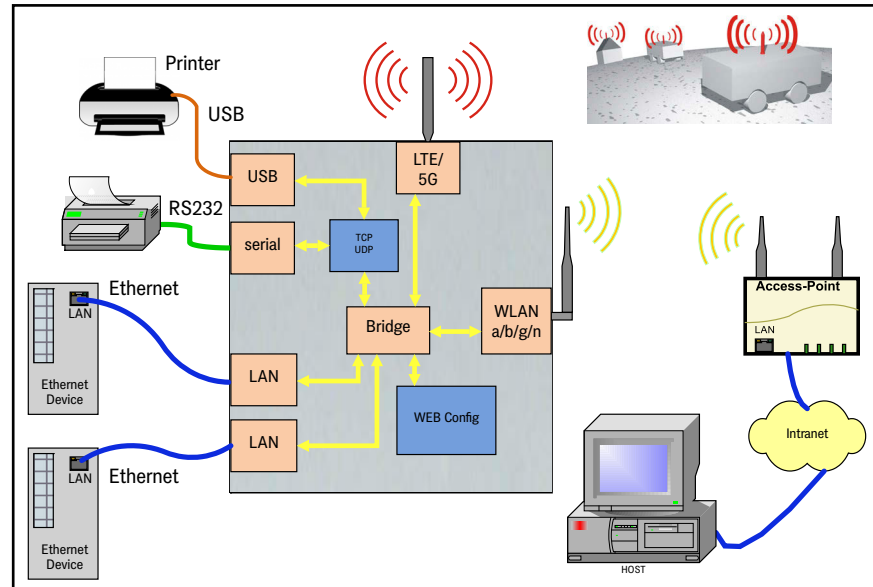 Printer
USB
LTE/
5G
USB
RS232
TCP
UDP
serial
Ethernet
LAN
Ethernet
Device
Bridge
WLAN
a/b/g/n
Access-Point
LAN
LAN
WEB Config
Intranet
LAN
Ethernet
LAN
Ethernet
Device
HOST